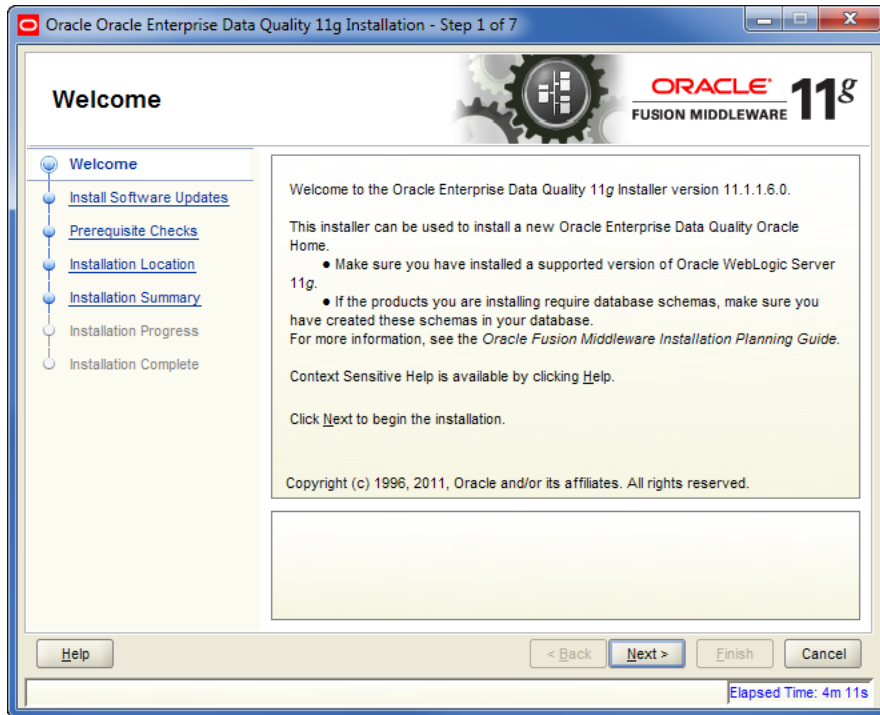 Oracle Oracle Enterprise Data Quality 11g Installation - Step 1 of 7
Welcome
ORACLE®
FUSION MIDDLEWARE
11g
Welcome
Install Software Updates
Prerequisite Checks
Installation Location
Installation Summary
Installation Progress
Installation Complete
Welcome to the Oracle Enterprise Data Quality 11g Installer version 11.1.1.6.0.
This installer can be used to install a new Oracle Enterprise Data Quality Oracle
Home.
● Make sure you have installed a supported version of Oracle WebLogic Server
11g.
● If the products you are installing require database schemas, make sure you
have created these schemas in your database.
For more information, see the Oracle Fusion Middleware Installation Planning Guide.
Context Sensitive Help is available by clicking Help.
Click Next to begin the installation.
Copyright (c) 1996, 2011, Oracle and/or its affiliates. All rights reserved.
Help
< Back
Next >
Finish
Cancel
Elapsed Time: 4m 11s